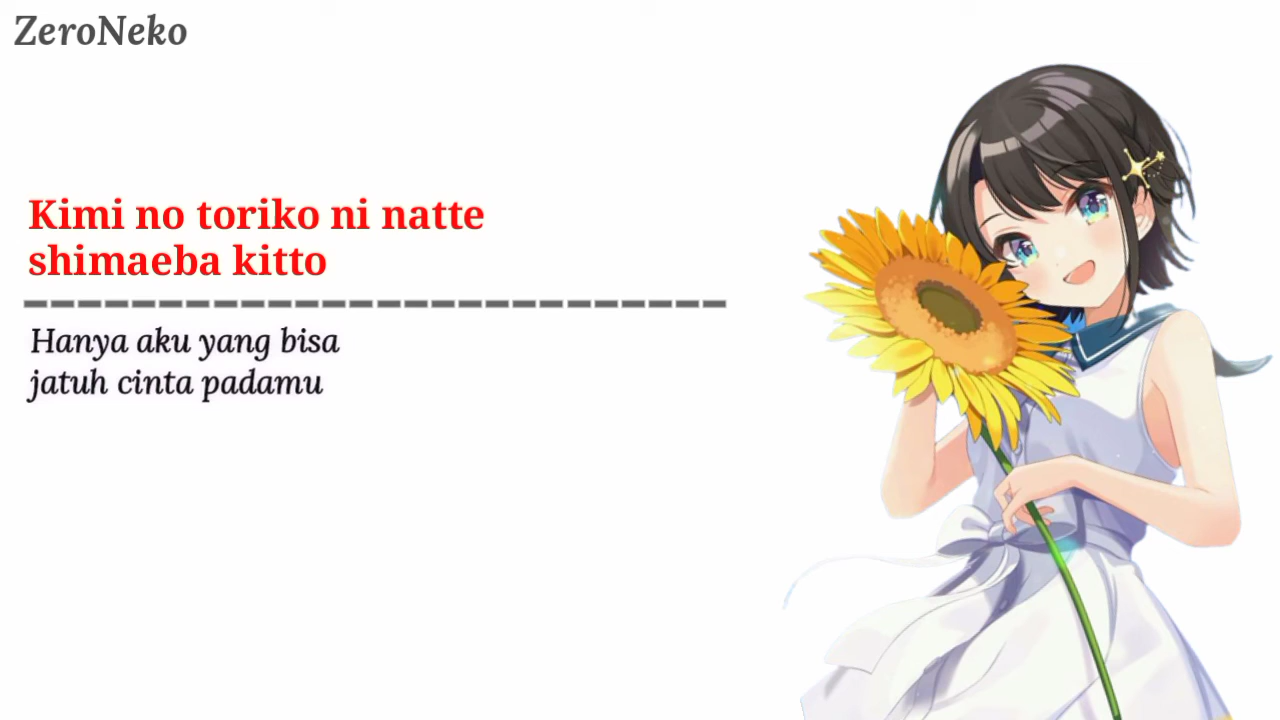 ZeroNeko
Kimi no toriko ni natte
shimaeba kitto
Hanya aku yang bisa
jatuh cinta padamu